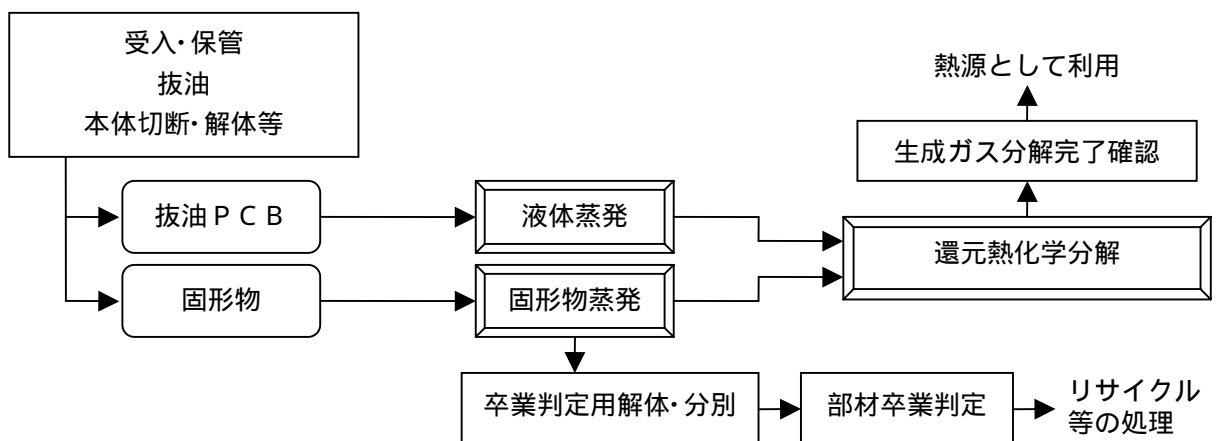 受入・保管
抜油
本体切断・解体等
熱源として利用
生成ガス分解完了確認
抜油ＰＣＢ
液体蒸発
還元熱化学分解
固形物
固形物蒸発
卒業判定用解体・分別
部材卒業判定
リサイクル
等の処理